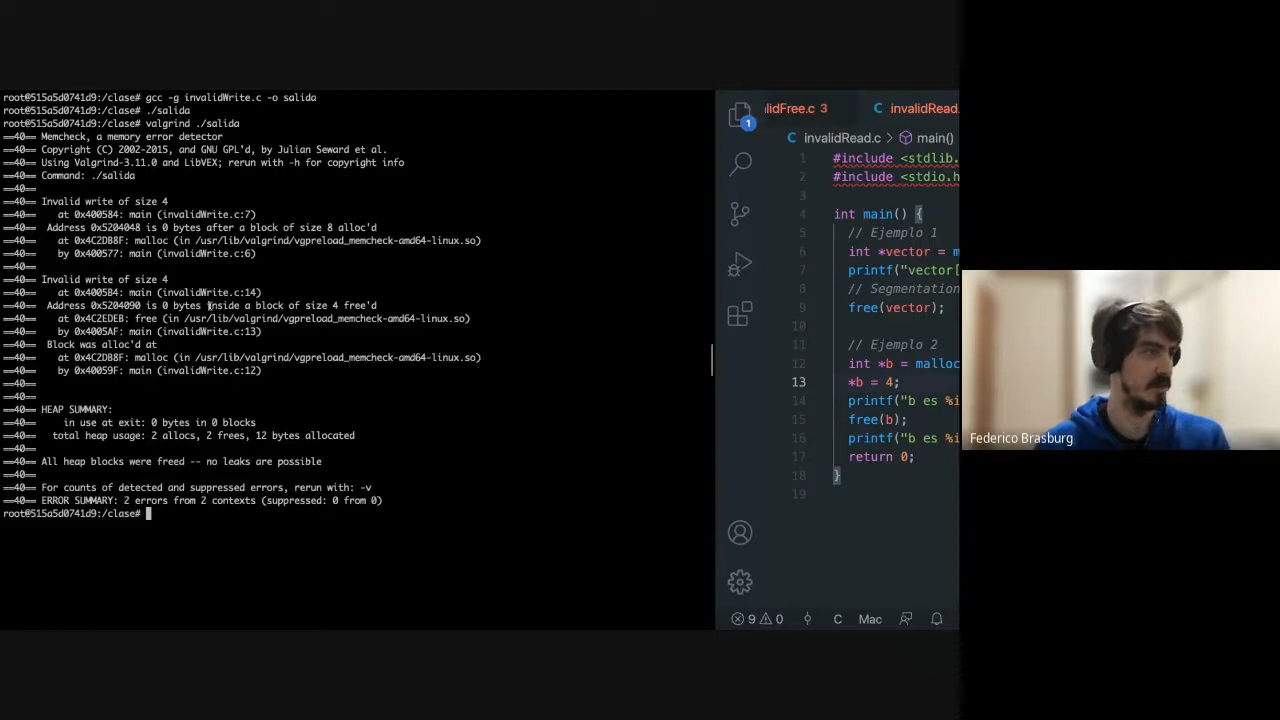 root@515a5d0741d9:/clase# gcc -g invalidWrite.c -o salida
root@515a5d0741d9:/clase# ./salida
root@515a5d0741d9:/clase# valgrind ./salida
==40== Memcheck, a memory error detector
==40== Copyright (C) 2002-2015, and GNU GPL'd, by Julian Seward et al.
==40== Using Valgrind-3.11.0 and LibVEX; rerun with -h for copyright info
==40== Command: ./salida
==40==
==40== Invalid write of size 4
==40==    at 0x400584: main (invalidWrite.c:7)
==40==  Address 0x5204048 is 0 bytes after a block of size 8 alloc'd
==40==    at 0x4C2DB8F: malloc (in /usr/lib/valgrind/vgpreload_memcheck-amd64-linux.so)
==40==    by 0x400577: main (invalidWrite.c:6)
==40==
==40== Invalid write of size 4
==40==    at 0x4005B4: main (invalidWrite.c:14)
==40==  Address 0x5204090 is 0 bytes inside a block of size 4 free'd
==40==    at 0x4C2EDEB: free (in /usr/lib/valgrind/vgpreload_memcheck-amd64-linux.so)
==40==    by 0x4005AF: main (invalidWrite.c:13)
==40==  Block was alloc'd at
==40==    at 0x4C2DB8F: malloc (in /usr/lib/valgrind/vgpreload_memcheck-amd64-linux.so)
==40==    by 0x40059F: main (invalidWrite.c:12)
==40==
==40==
==40== HEAP SUMMARY:
==40==     in use at exit: 0 bytes in 0 blocks
==40==   total heap usage: 2 allocs, 2 frees, 12 bytes allocated
==40==
==40== All heap blocks were freed -- no leaks are possible
==40==
==40== For counts of detected and suppressed errors, rerun with: -v
==40== ERROR SUMMARY: 2 errors from 2 contexts (suppressed: 0 from 0)
root@515a5d0741d9:/clase#
1
lidFree.c 3 C invalidRead.
C invalidRead.c > main()
1 #include <stdlib.
2 #include <stdio.h
3
4 int main() {
5 // Ejemplo 1
6 int *vector = m
7 printf("vector[
8 // Segmentation
9 free(vector);
10
11 // Ejemplo 2
12 int *b = malloc
13 *b = 4;
14 printf("b es %i
15 free(b);
16 printf("b es %i
17 return 0;
18 }
19
9 0 C Mac
Federico Brasburg